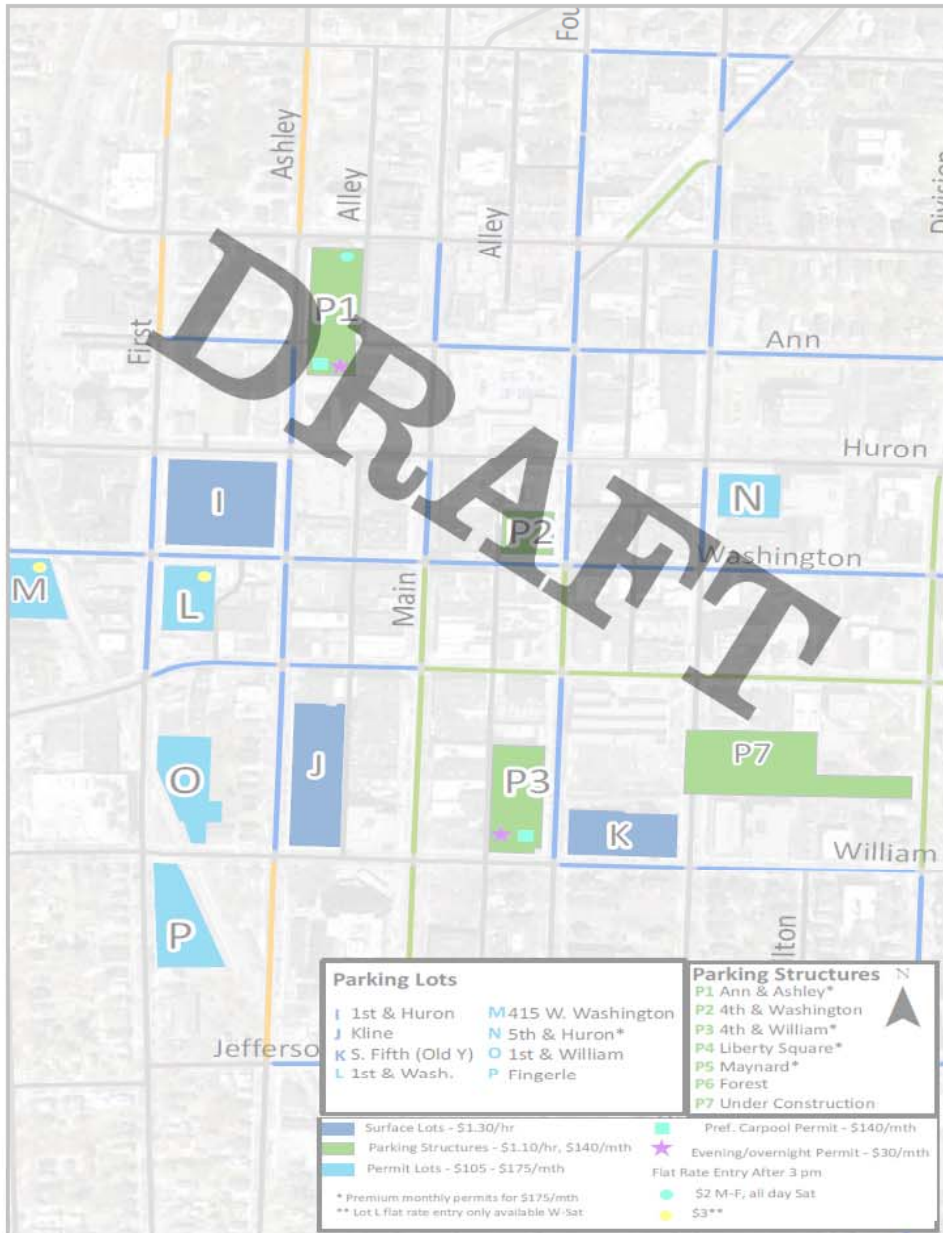 Fou
Ashley
Alley
Alley
Division
P1
First
Ann
Huron
I
N
P2
Washington
M
L
Main
P7
J
O
P3
K
William
P
lton
Jefferso
DRAFT
Parking Lots
I 1st & Huron
J Kline
K S. Fifth (Old Y)
L 1st & Wash.
M 415 W. Washington
N 5th & Huron*
O 1st & William
P Fingerle
Parking Structures
N
P1 Ann & Ashley*
P2 4th & Washington
P3 4th & William*
P4 Liberty Square*
P5 Maynard*
P6 Forest
P7 Under Construction
Surface Lots - $1.30/hr
Parking Structures - $1.10/hr, $140/mth
Permit Lots - $105 - $175/mth
* Premium monthly permits for $175/mth
** Lot L flat rate entry only available W-Sat
Pref. Carpool Permit - $140/mth
Evening/overnight Permit - $30/mth
Flat Rate Entry After 3 pm
$2 M-F, all day Sat
$3**